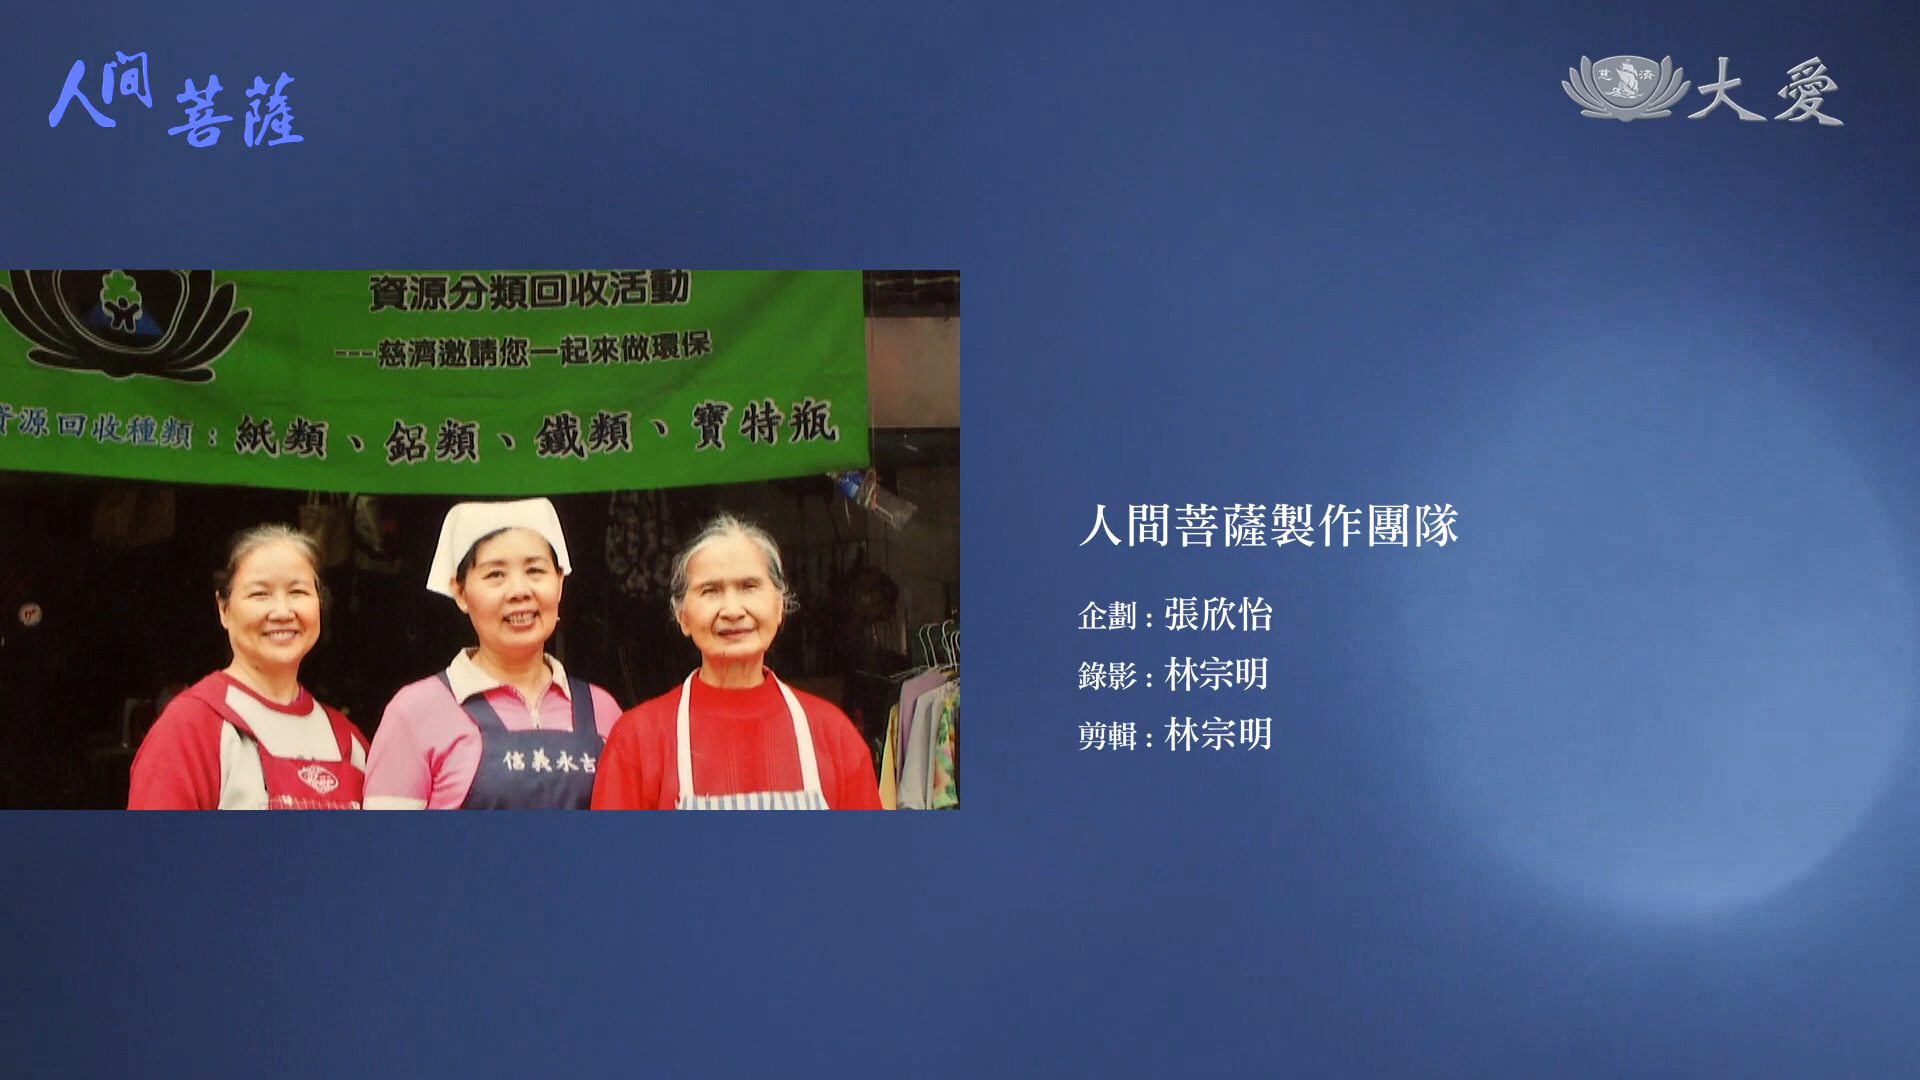 人间菩薩
慈濟
大愛
資源分類回收活動
---慈濟邀請您一起來做環保
資源回收種類：紙類、鋁類、鐵類、寶特瓶
信義永吉
人間菩薩製作團隊
企劃：張欣怡
錄影：林宗明
剪輯：林宗明